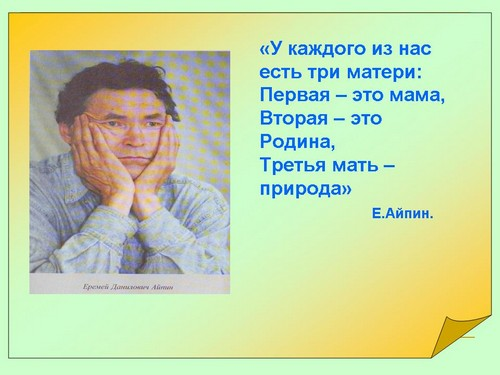 «У каждого из нас
есть три матери:
Первая – это мама,
Вторая – это
Родина,
Третья мать –
природа»
Е.Айпин.
Еремей Данилович Айпин